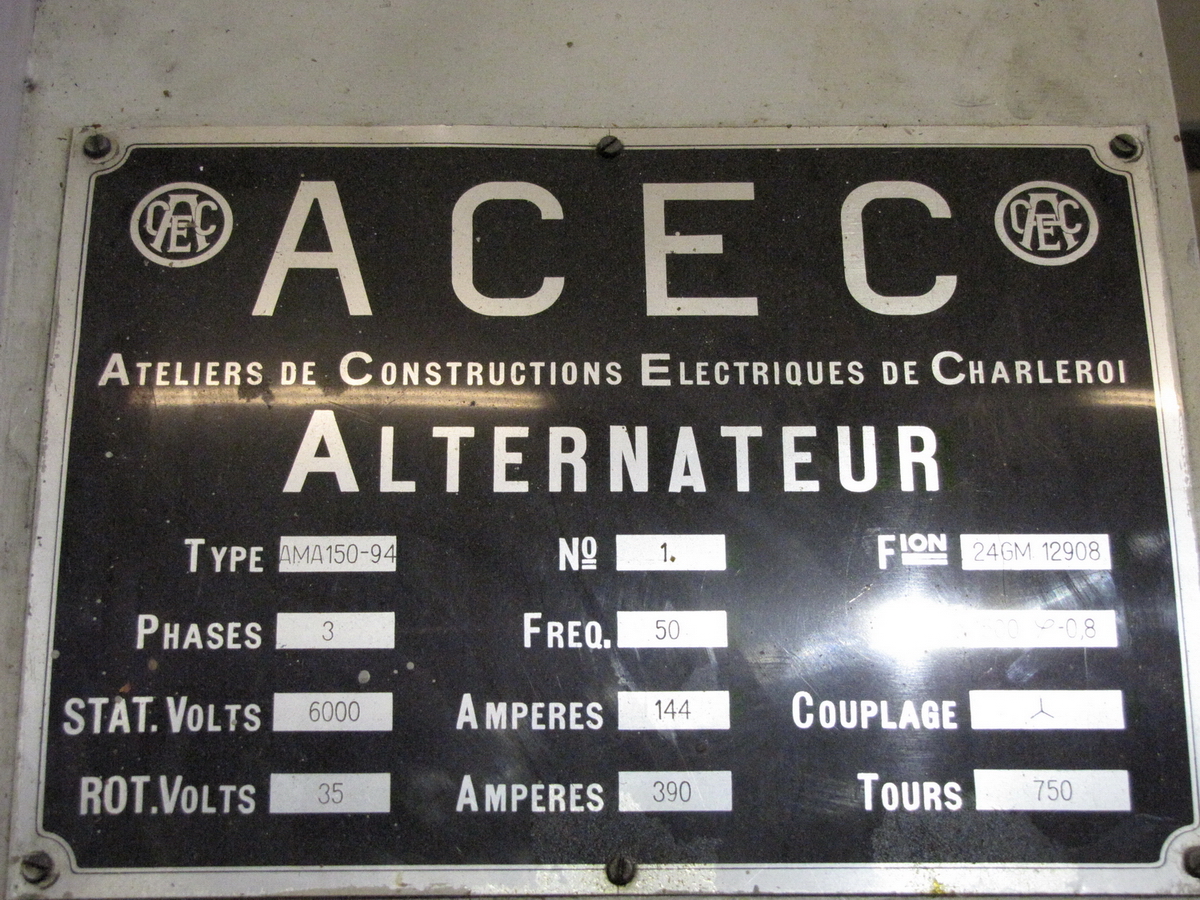 ACEC
ATELIERS DE CONSTRUCTIONS ELECTRIQUES DE CHARLEROI
ALTERNATEUR
TYPE AMA150-94 Nº 1. FION 24GM 12908
PHASES 3 FREQ. 50 φ-0,8
STAT. VOLTS 6000 AMPERES 144 COUPLAGE
ROT. VOLTS 35 AMPERES 390 TOURS 750